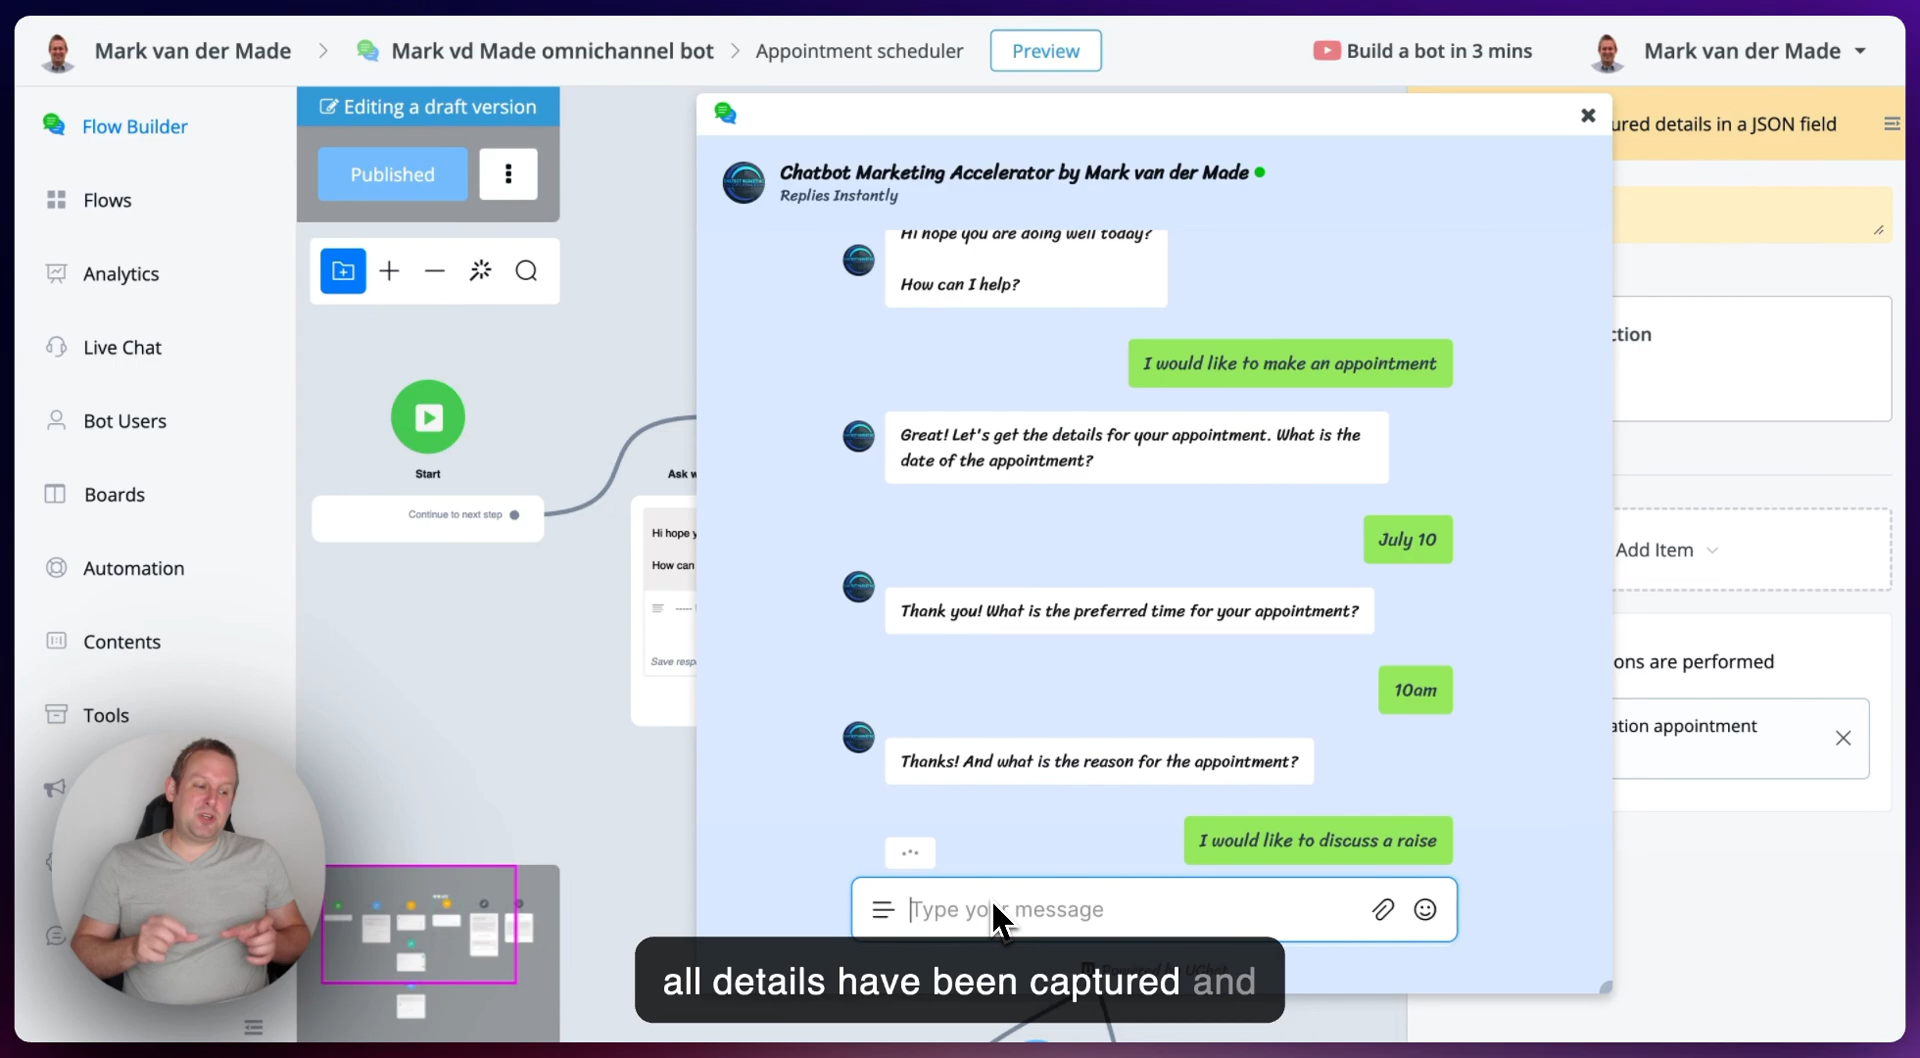 Mark van der Made
Mark vd Made omnichannel bot
Appointment scheduler
Preview
Build a bot in 3 mins
Mark van der Made
Flow Builder
Flows
Analytics
Live Chat
Bot Users
Boards
Automation
Contents
Tools
Editing a draft version
Published
Start
Continue to next step
Ask w
Hi hope y
How can
Save resp
Chatbot Marketing Accelerator by Mark van der Made
Replies Instantly
Hi hope you are doing well today?
How can I help?
I would like to make an appointment
Great! Let's get the details for your appointment. What is the
date of the appointment?
July 10
Thank you! What is the preferred time for your appointment?
10am
Thanks! And what is the reason for the appointment?
I would like to discuss a raise
Type your message
all details have been captured and
ured details in a JSON field
ction
Add Item
ons are performed
ation appointment